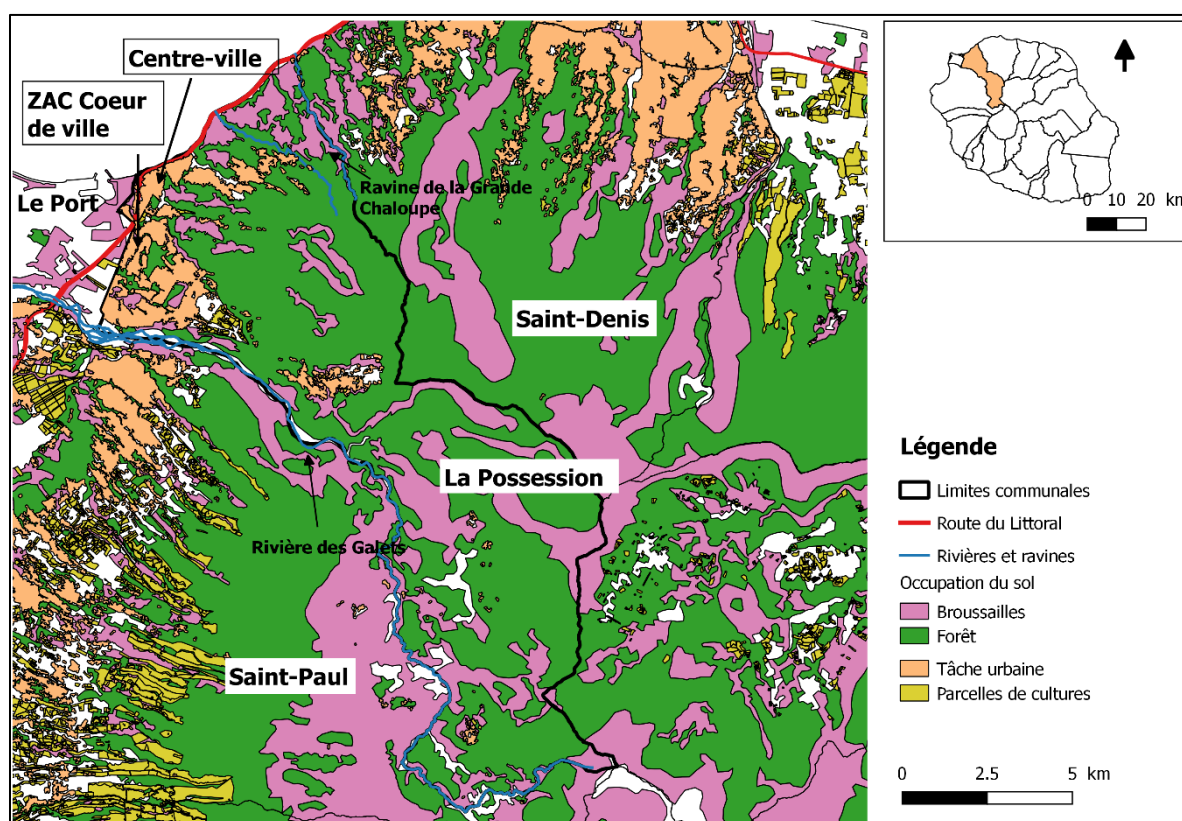 Centre-ville
ZAC Coeur
de ville
Le Port
Ravine de la Grande
Chaloupe
Saint-Denis
La Possession
Rivière des Galets
Saint-Paul
0 10 20 km
Légende
Limites communales
Route du Littoral
Rivières et ravines
Occupation du sol
Broussailles
Forêt
Tâche urbaine
Parcelles de cultures
0 2.5 5 km